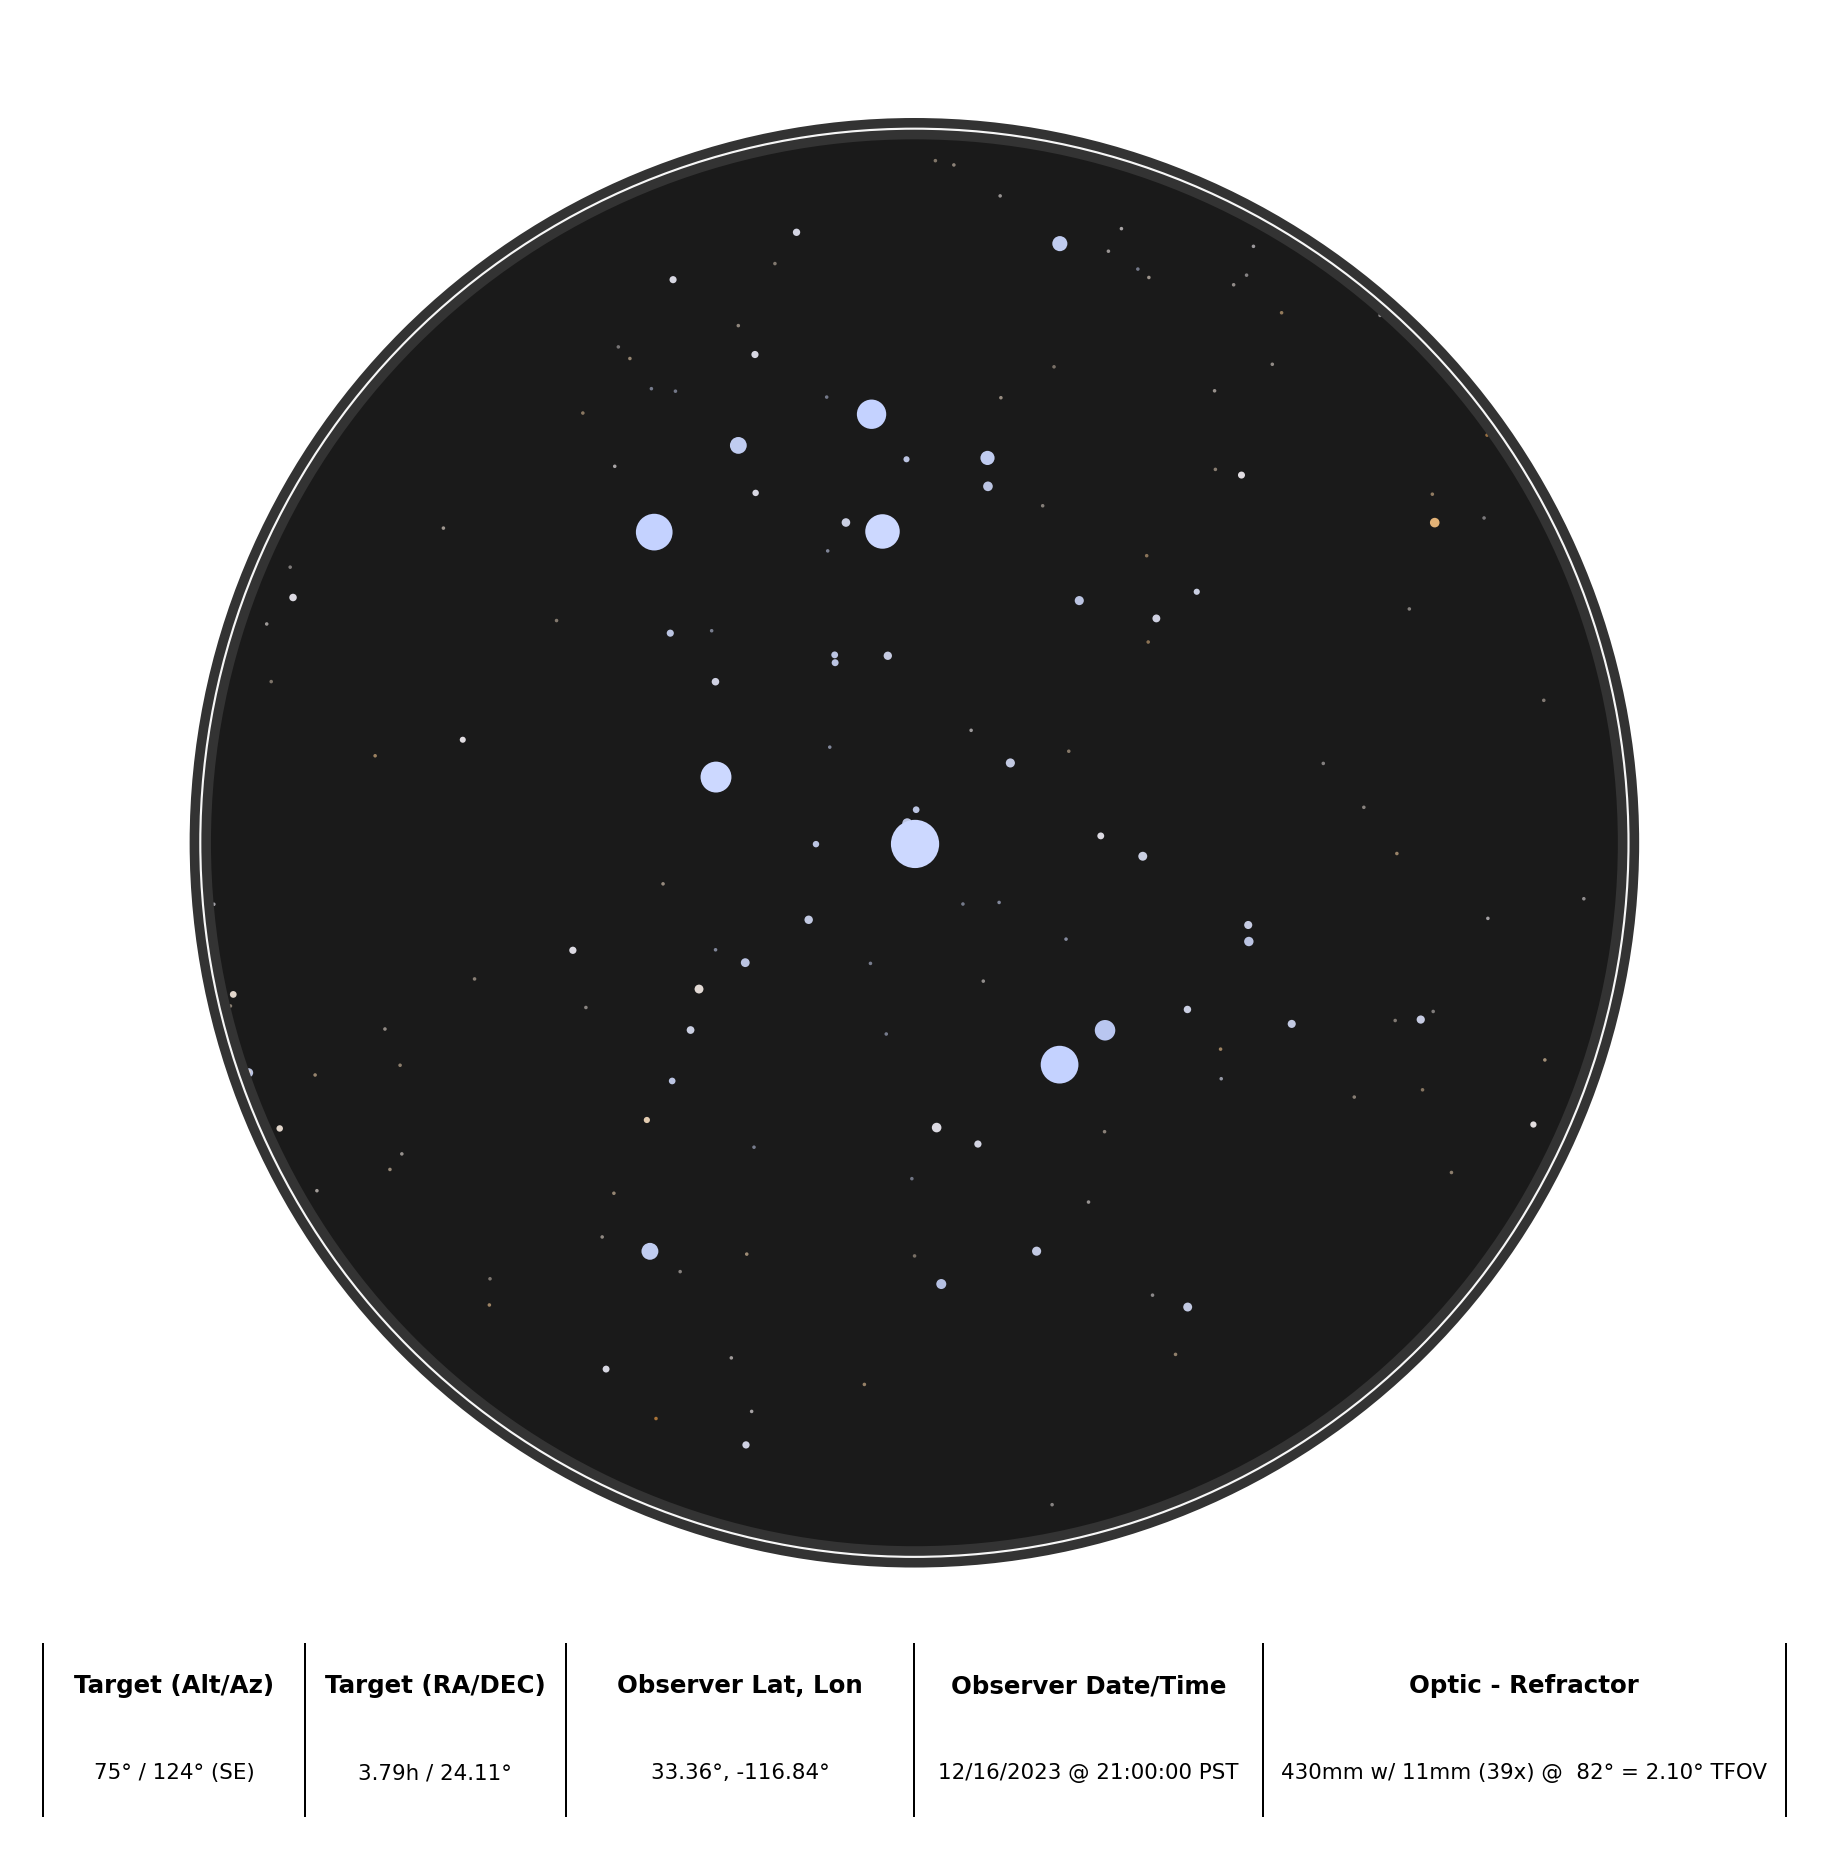 Target (Alt/Az) Target (RA/DEC) Observer Lat, Lon Observer Date/Time Optic - Refractor
75° / 124° (SE) 3.79h / 24.11° 33.36°, -116.84° 12/16/2023 @ 21:00:00 PST 430mm w/ 11mm (39x) @  82° = 2.10° TFOV